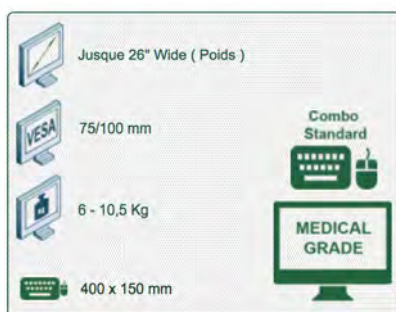 Jusque 26" Wide ( Poids )
VESA
75/100 mm
Combo
Standard
6 - 10,5 Kg
MEDICAL
GRADE
400 x 150 mm